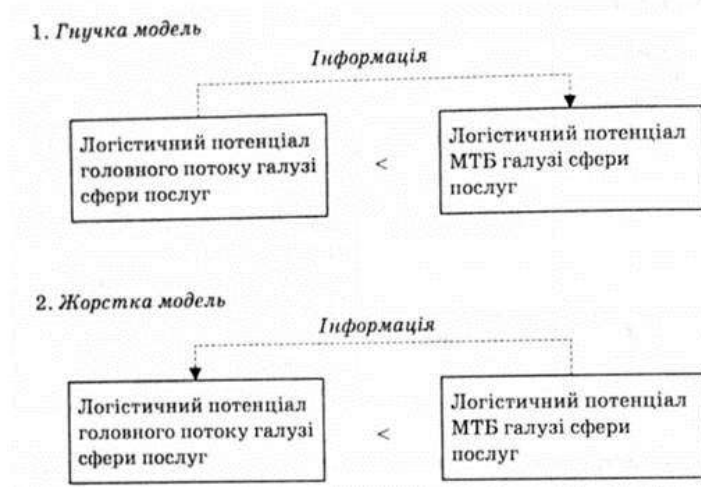 1. Гнучка модель
Інформація
Логістичний потенціал
головного потоку галузі
сфери послуг
<
Логістичний потенціал
МТБ галузі сфери
послуг
2. Жорстка модель
Інформація
Логістичний потенціал
головного потоку галузі
сфери послуг
<
Логістичний потенціал
МТБ галузі сфери
послуг